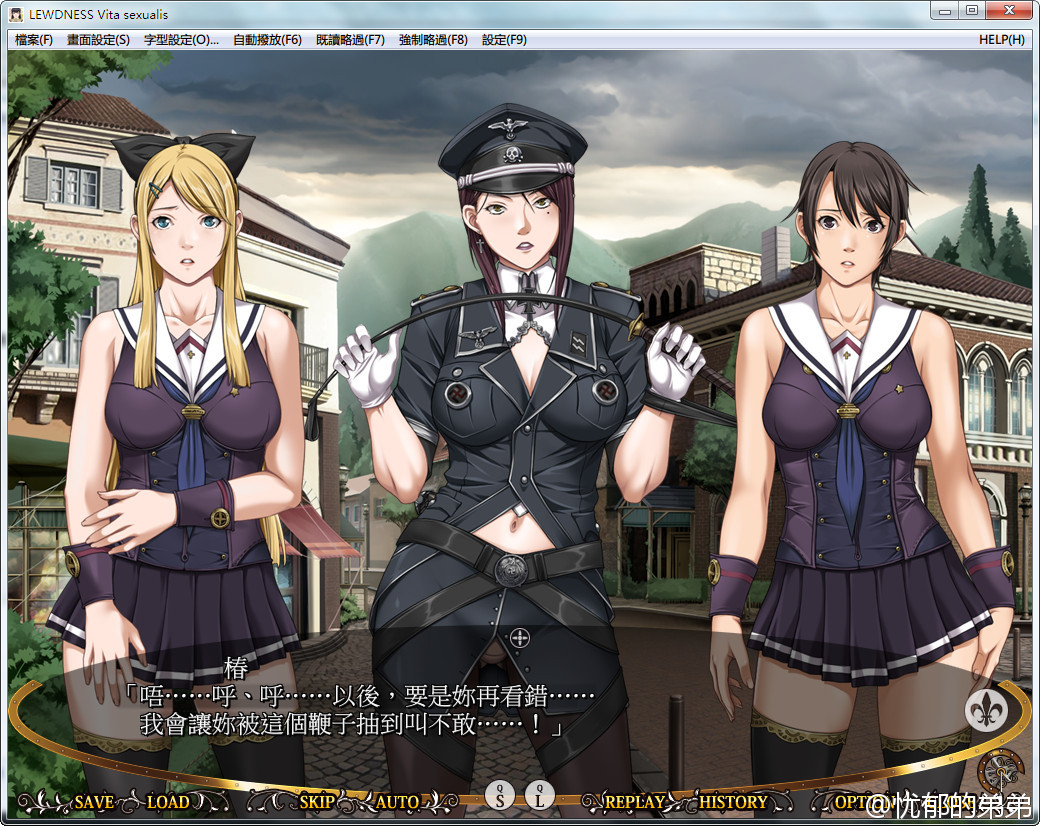 LEWDNESS Vita sexualis
檔案(F) 畫面設定(S) 字型設定(O)... 自動撥放(F6) 既讀略過(F7) 強制略過(F8) 設定(F9) HELP(H)
椿
「唔……呼、呼……以後，要是妳再看錯……
我會讓妳被這個鞭子抽到叫不敢……！」
SAVE LOAD SKIP AUTO Q S Q L REPLAY HISTORY
@忧郁的弟弟